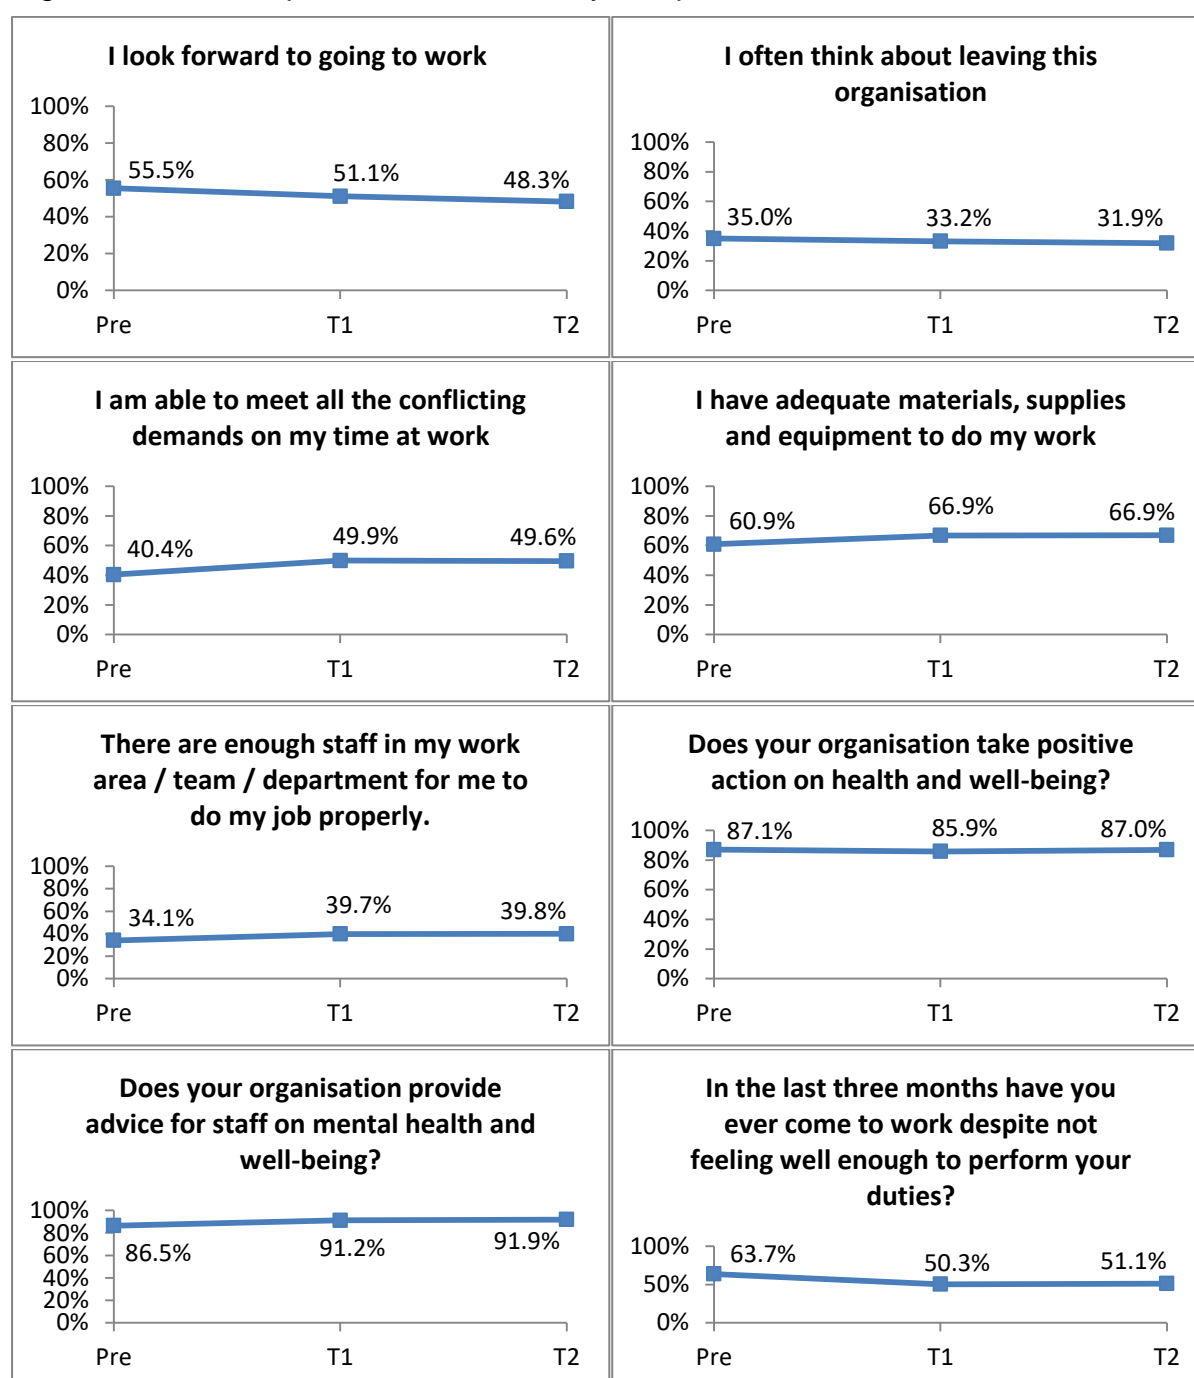 I look forward to going to work
100%
80%
60%
40%
20%
0%
55.5%
51.1%
48.3%
Pre
T1
T2
I often think about leaving this
organisation
100%
80%
60%
40%
20%
0%
35.0%
33.2%
31.9%
Pre
T1
T2
I am able to meet all the conflicting
demands on my time at work
100%
80%
60%
40%
20%
0%
40.4%
49.9%
49.6%
Pre
T1
T2
I have adequate materials, supplies
and equipment to do my work
100%
80%
60%
40%
20%
0%
60.9%
66.9%
66.9%
Pre
T1
T2
There are enough staff in my work
area / team / department for me to
do my job properly.
100%
80%
60%
40%
20%
0%
34.1%
39.7%
39.8%
Pre
T1
T2
Does your organisation take positive
action on health and well-being?
100%
80%
60%
40%
20%
0%
87.1%
85.9%
87.0%
Pre
T1
T2
Does your organisation provide
advice for staff on mental health and
well-being?
100%
80%
60%
40%
20%
0%
86.5%
91.2%
91.9%
Pre
T1
T2
In the last three months have you
ever come to work despite not
feeling well enough to perform your
duties?
100%
50%
0%
63.7%
50.3%
51.1%
Pre
T1
T2